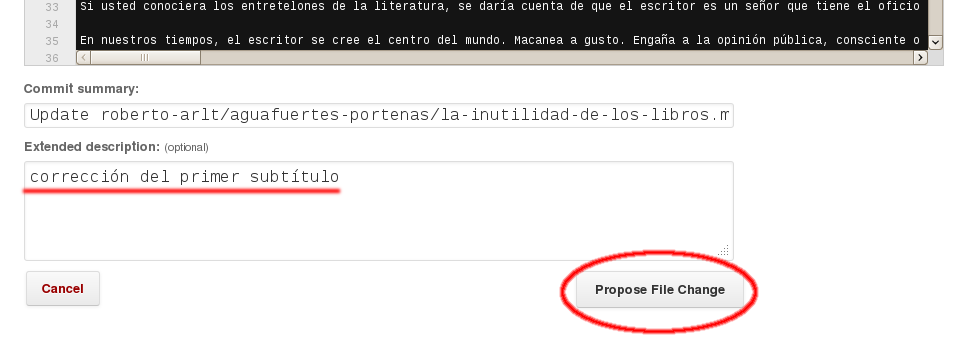 33 Si usted conociera los entretelones de la literatura, se daría cuenta de que el escritor es un señor que tiene el oficio
34
35 En nuestros tiempos, el escritor se cree el centro del mundo. Macanea a gusto. Engaña a la opinión pública, consciente o
36
Commit summary:
Update roberto-arlt/aguafuertes-portenas/la-inutilidad-de-los-libros.m
Extended description: (optional)
corrección del primer subtítulo
Cancel
Propose File Change